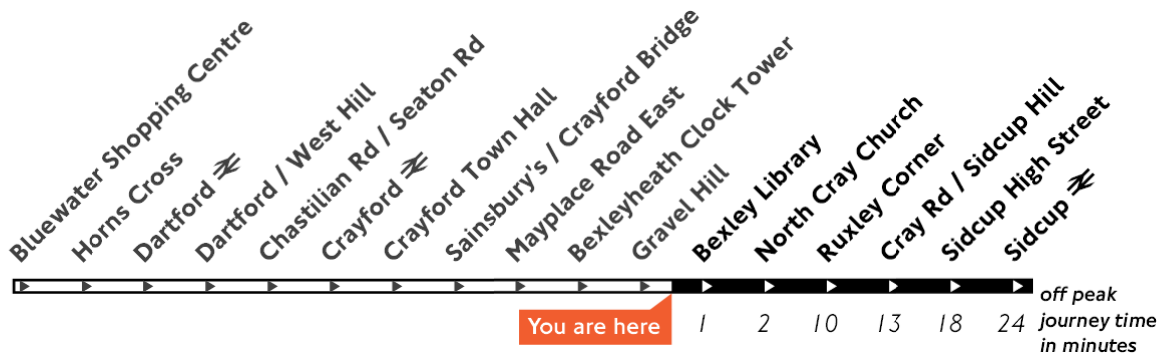 Bluewater Shopping Centre
Horns Cross
Dartford
Dartford / West Hill
Chastilian Rd / Seaton Rd
Crayford
Crayford Town Hall
Sainsbury's / Crayford Bridge
Mayplace Road East
Bexleyheath Clock Tower
Gravel Hill
Bexley Library
North Cray Church
Ruxley Corner
Cray Rd / Sidcup Hill
Sidcup High Street
Sidcup
You are here
1 2 10 13 18 24
off peak
journey time
in minutes